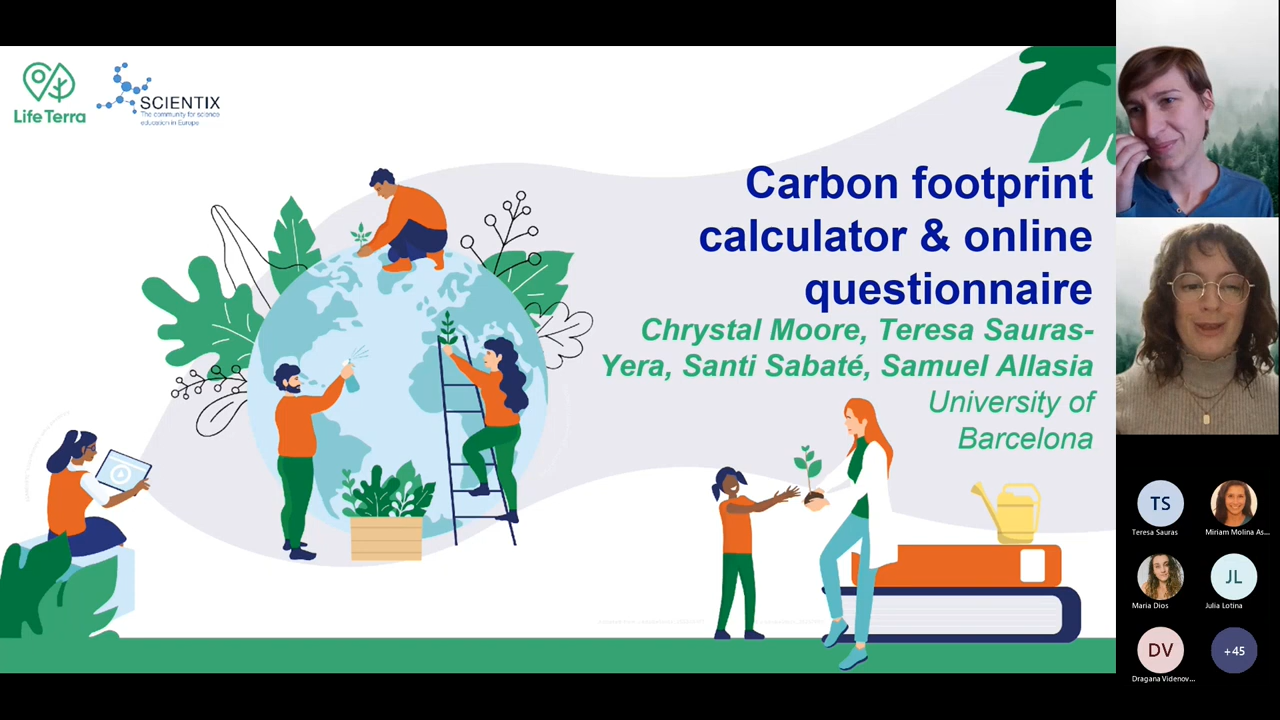 Life Terra
SCIENTIX
The community for science
education in Europe
Carbon footprint
calculator & online
questionnaire
Chrystal Moore, Teresa Sauras-
Yera, Santi Sabaté, Samuel Allasia
University of
Barcelona
TS
Teresa Sauras
Miriam Molina As...
Maria Dios
JL
Julia Lotina
DV
Dragana Videnov...
+45